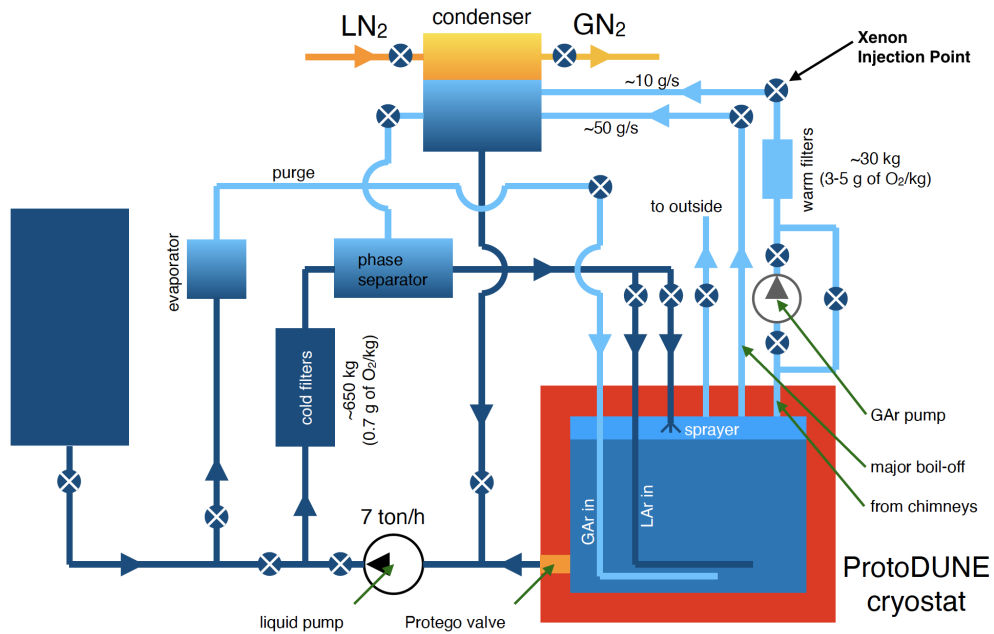 condenser
LN₂
GN₂
Xenon
Injection Point
~10 g/s
~50 g/s
warm filters
~30 kg
(3-5 g of O₂/kg)
purge
to outside
evaporator
phase
separator
cold filters
~650 kg
(0.7 g of O₂/kg)
GAr pump
sprayer
major boil-off
from chimneys
GAr in
LAr in
7 ton/h
ProtoDUNE
cryostat
liquid pump
Protego valve